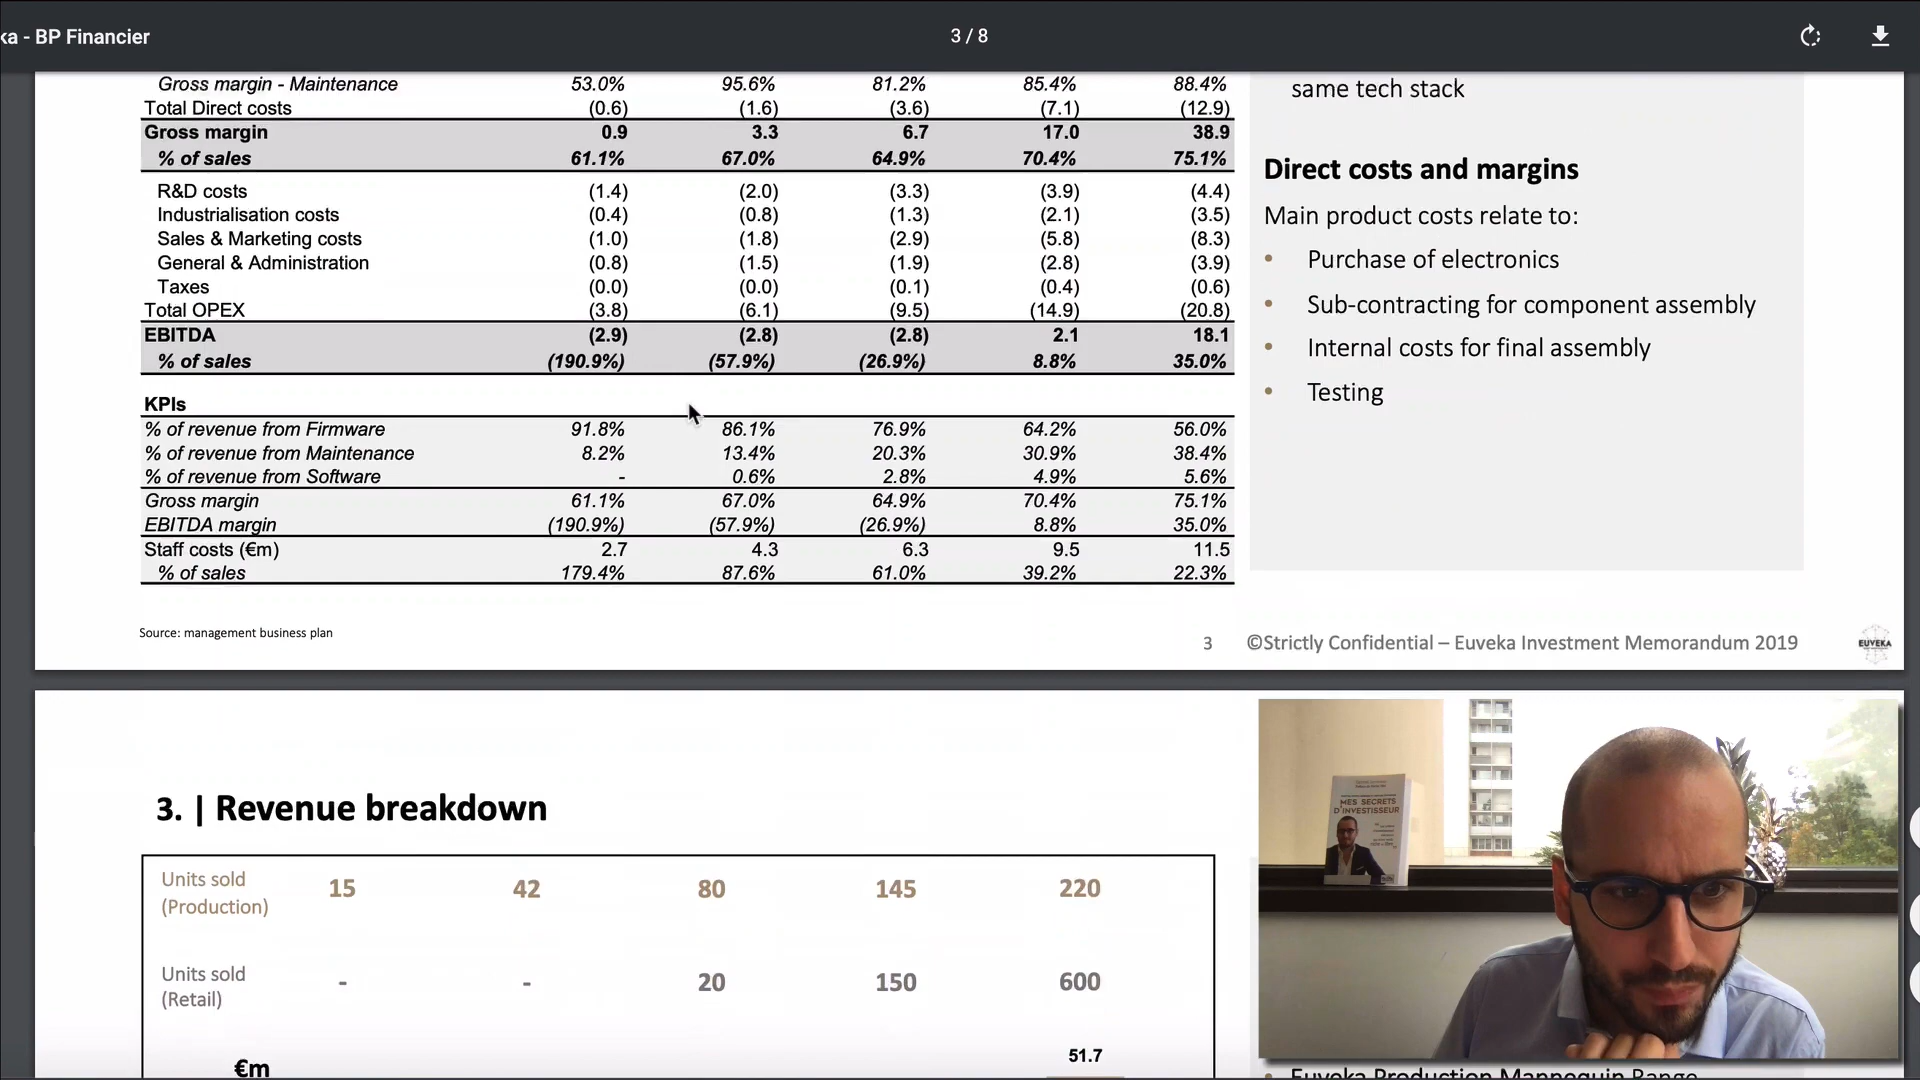 ka - BP Financier
3 / 8
Gross margin - Maintenance 53.0% 95.6% 81.2% 85.4% 88.4%
Total Direct costs (0.6) (1.6) (3.6) (7.1) (12.9)
Gross margin 0.9 3.3 6.7 17.0 38.9
% of sales 61.1% 67.0% 64.9% 70.4% 75.1%
R&D costs (1.4) (2.0) (3.3) (3.9) (4.4)
Industrialisation costs (0.4) (0.8) (1.3) (2.1) (3.5)
Sales & Marketing costs (1.0) (1.8) (2.9) (5.8) (8.3)
General & Administration (0.8) (1.5) (1.9) (2.8) (3.9)
Taxes (0.0) (0.0) (0.1) (0.4) (0.6)
Total OPEX (3.8) (6.1) (9.5) (14.9) (20.8)
EBITDA (2.9) (2.8) (2.8) 2.1 18.1
% of sales (190.9%) (57.9%) (26.9%) 8.8% 35.0%
KPIs
% of revenue from Firmware 91.8% 86.1% 76.9% 64.2% 56.0%
% of revenue from Maintenance 8.2% 13.4% 20.3% 30.9% 38.4%
% of revenue from Software - 0.6% 2.8% 4.9% 5.6%
Gross margin 61.1% 67.0% 64.9% 70.4% 75.1%
EBITDA margin (190.9%) (57.9%) (26.9%) 8.8% 35.0%
Staff costs (€m) 2.7 4.3 6.3 9.5 11.5
% of sales 179.4% 87.6% 61.0% 39.2% 22.3%
same tech stack
Direct costs and margins
Main product costs relate to:
• Purchase of electronics
• Sub-contracting for component assembly
• Internal costs for final assembly
• Testing
Source: management business plan
3 ©Strictly Confidential – Euveka Investment Memorandum 2019
EUVEKA
3. | Revenue breakdown
Units sold
(Production) 15 42 80 145 220
Units sold
(Retail) - - 20 150 600
€m
51.7
MES SECRETS
D'INVESTISSEUR
• Euveka Production Mannequin Range